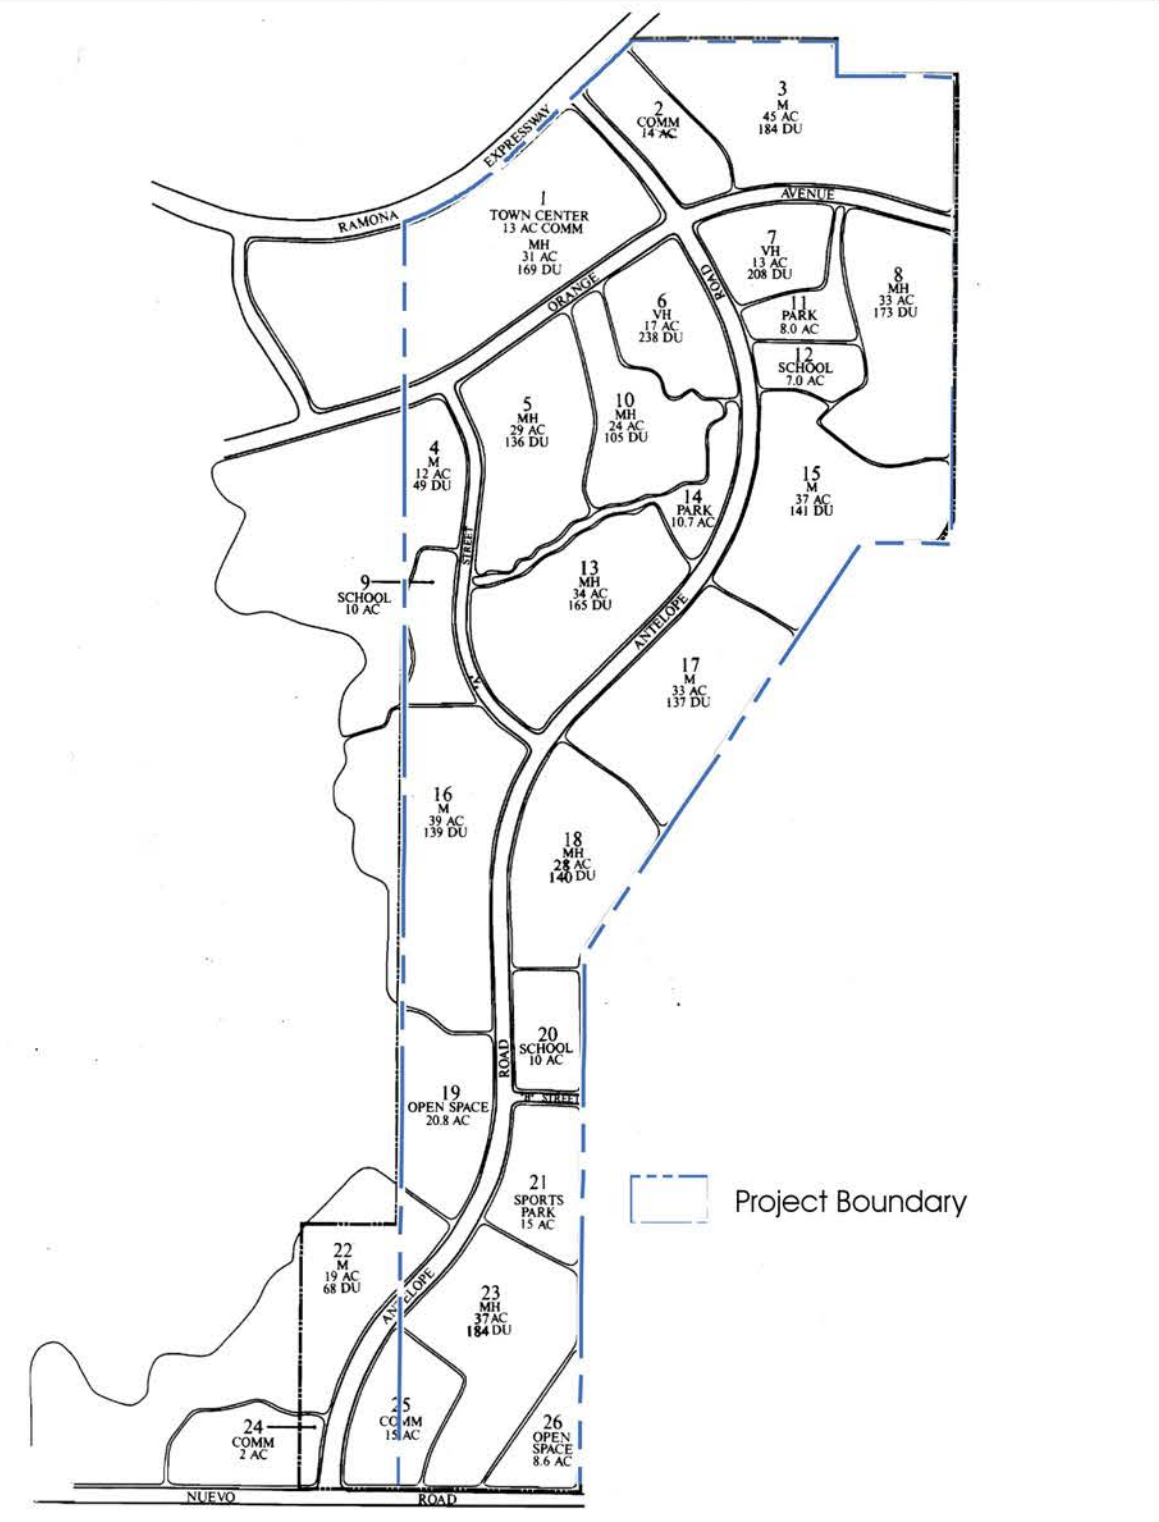 EXPRESSWAY
RAMONA
2
COMM
14 AC
3
M
45 AC
184 DU
AVENUE
1
TOWN CENTER
13 AC COMM
MH
31 AC
169 DU
ORANGE
ROAD
7
VH
13 AC
208 DU
8
MH
33 AC
173 DU
6
VH
17 AC
238 DU
11
PARK
8.0 AC
12
SCHOOL
7.0 AC
5
MH
29 AC
136 DU
10
MH
24 AC
105 DU
4
M
12 AC
49 DU
15
M
37 AC
141 DU
14
PARK
10.7 AC
STREET
"A"
9
SCHOOL
10 AC
13
MH
34 AC
165 DU
ANTELOPE
17
M
33 AC
137 DU
16
M
39 AC
139 DU
18
MH
28 AC
140 DU
20
SCHOOL
10 AC
ROAD
"B" STREET
19
OPEN SPACE
20.8 AC
21
SPORTS
PARK
15 AC
Project Boundary
22
M
19 AC
68 DU
ANTELOPE
23
MH
37 AC
184 DU
25
COMM
15 AC
24
COMM
2 AC
26
OPEN
SPACE
8.6 AC
NUEVO
ROAD